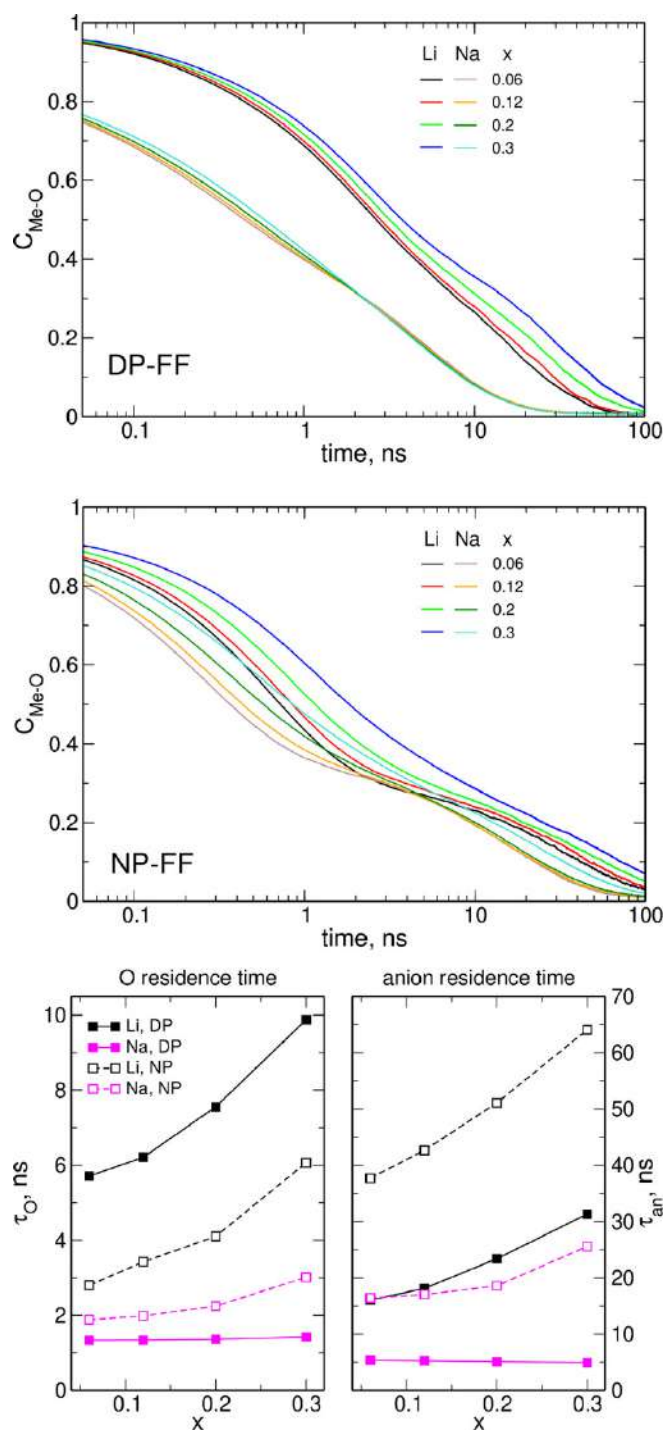 1
0.8
0.6
0.4
0.2
0
C_Me-O
Li Na x
0.06
0.12
0.2
0.3
DP-FF
0.1 1 10 100
time, ns
1
0.8
0.6
0.4
0.2
0
C_Me-O
Li Na x
0.06
0.12
0.2
0.3
NP-FF
0.1 1 10 100
time, ns
O residence time
10
8
6
4
2
0
τ_O, ns
Li, DP
Na, DP
Li, NP
Na, NP
0.1 0.2 0.3
x
anion residence time
70
60
50
40
30
20
10
0
τ_an, ns
0.1 0.2 0.3
x